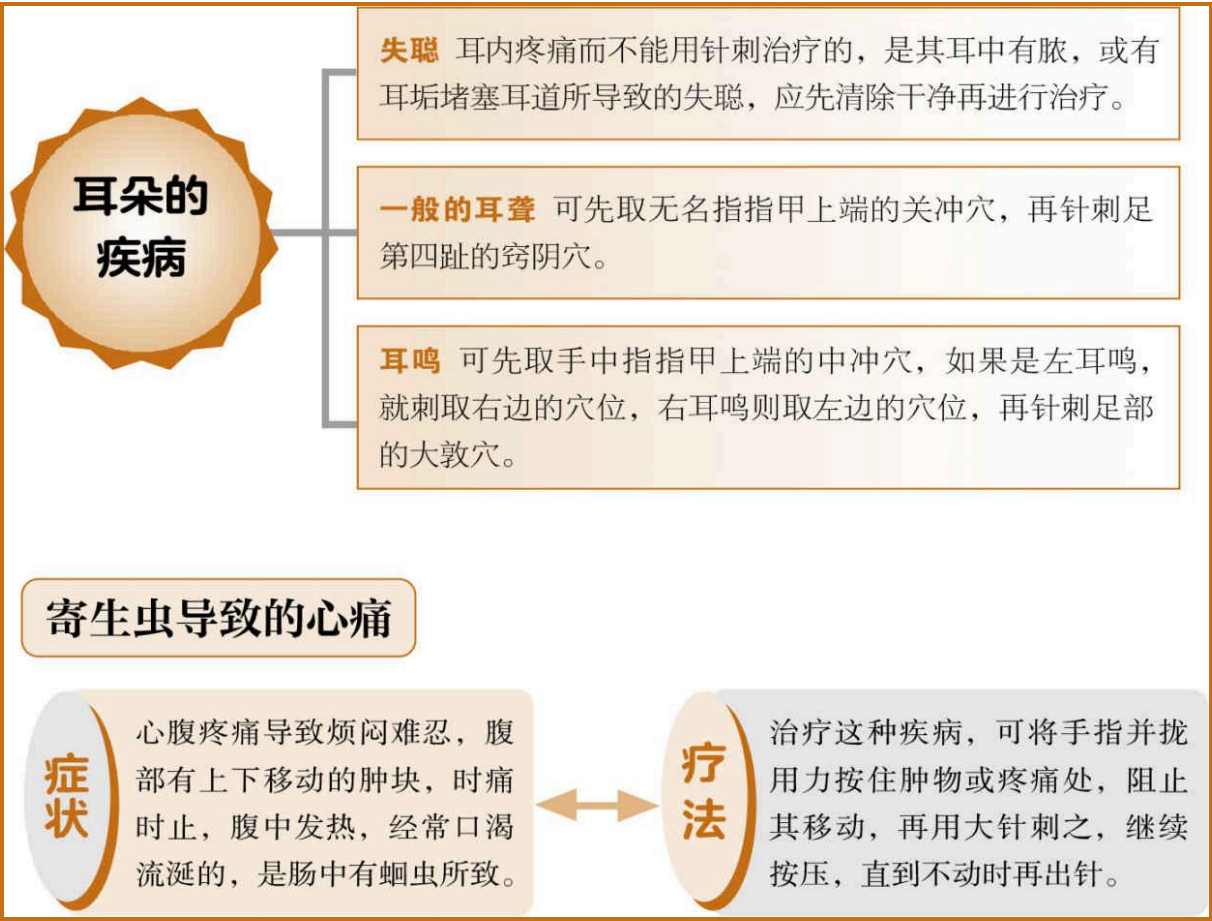 耳朵的
疾病
失聪 耳内疼痛而不能用针刺治疗的，是其耳中有脓，或有
耳垢堵塞耳道所导致的失聪，应先清除干净再进行治疗。
一般的耳聋 可先取无名指指甲上端的关冲穴，再针刺足
第四趾的窍阴穴。
耳鸣 可先取手中指指甲上端的中冲穴，如果是左耳鸣，
就刺取右边的穴位，右耳鸣则取左边的穴位，再针刺足部
的大敦穴。
寄生虫导致的心痛
症
状
心腹疼痛导致烦闷难忍，腹
部有上下移动的肿块，时痛
时止，腹中发热，经常口渴
流涎的，是肠中有蛔虫所致。
疗
法
治疗这种疾病，可将手指并拢
用力按住肿物或疼痛处，阻止
其移动，再用大针刺之，继续
按压，直到不动时再出针。